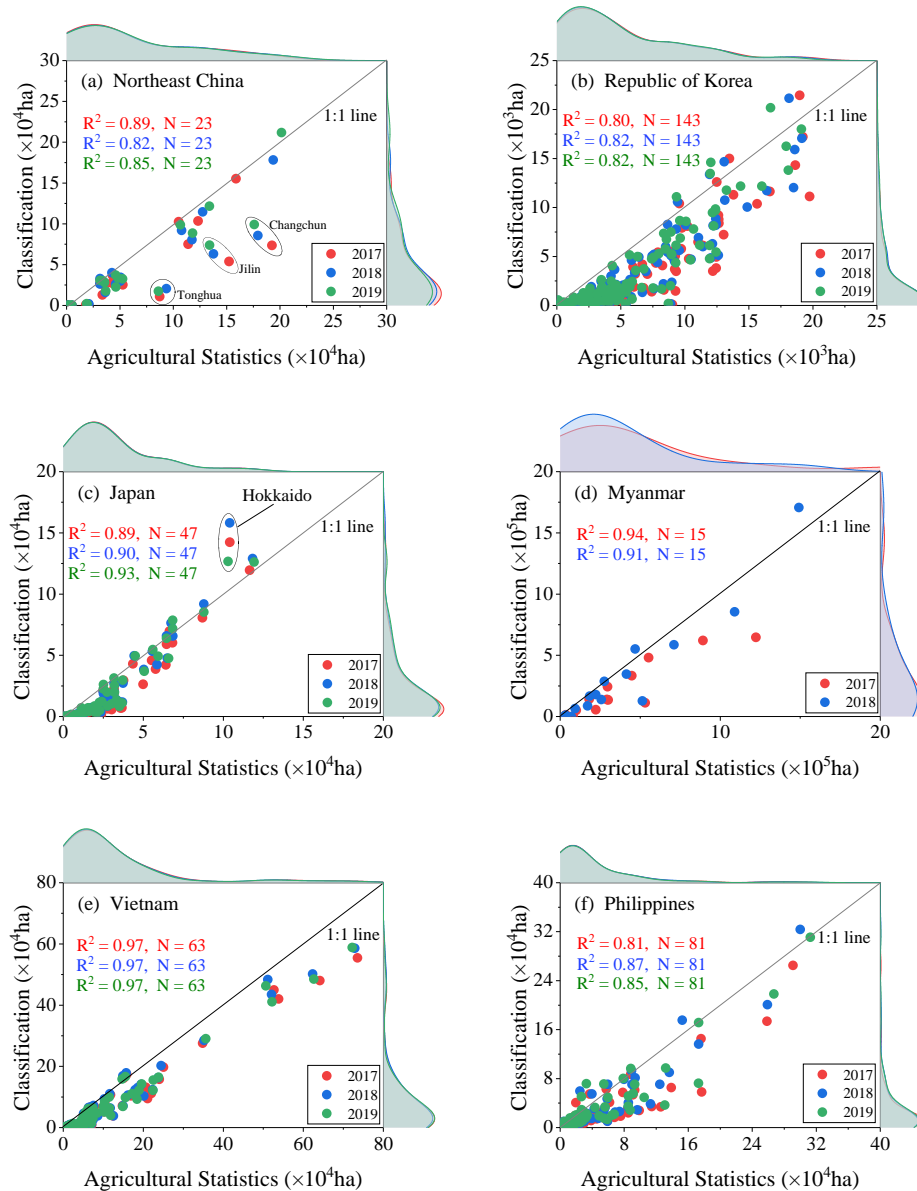 (a) Northeast China
R² = 0.89, N = 23
R² = 0.82, N = 23
R² = 0.85, N = 23
1:1 line
Changchun
Jilin
Tonghua
2017
2018
2019
30
25
20
15
10
5
0
0 5 10 15 20 25 30
Classification (×10⁴ha)
Agricultural Statistics (×10⁴ha)
(b) Republic of Korea
R² = 0.80, N = 143
R² = 0.82, N = 143
R² = 0.82, N = 143
1:1 line
2017
2018
2019
25
20
15
10
5
0
0 5 10 15 20 25
Classification (×10³ha)
Agricultural Statistics (×10³ha)
(c) Japan
Hokkaido
R² = 0.89, N = 47
R² = 0.90, N = 47
R² = 0.93, N = 47
1:1 line
2017
2018
2019
20
15
10
5
0
0 5 10 15 20
Classification (×10⁴ha)
Agricultural Statistics (×10⁴ha)
(d) Myanmar
R² = 0.94, N = 15
R² = 0.91, N = 15
1:1 line
2017
2018
20
15
10
5
0
0 5 10 15 20
Classification (×10⁵ha)
Agricultural Statistics (×10⁵ha)
(e) Vietnam
R² = 0.97, N = 63
R² = 0.97, N = 63
R² = 0.97, N = 63
1:1 line
2017
2018
2019
80
60
40
20
0
0 20 40 60 80
Classification (×10⁴ha)
Agricultural Statistics (×10⁴ha)
(f) Philippines
R² = 0.81, N = 81
R² = 0.87, N = 81
R² = 0.85, N = 81
1:1 line
2017
2018
2019
40
32
24
16
8
0
0 8 16 24 32 40
Classification (×10⁴ha)
Agricultural Statistics (×10⁴ha)